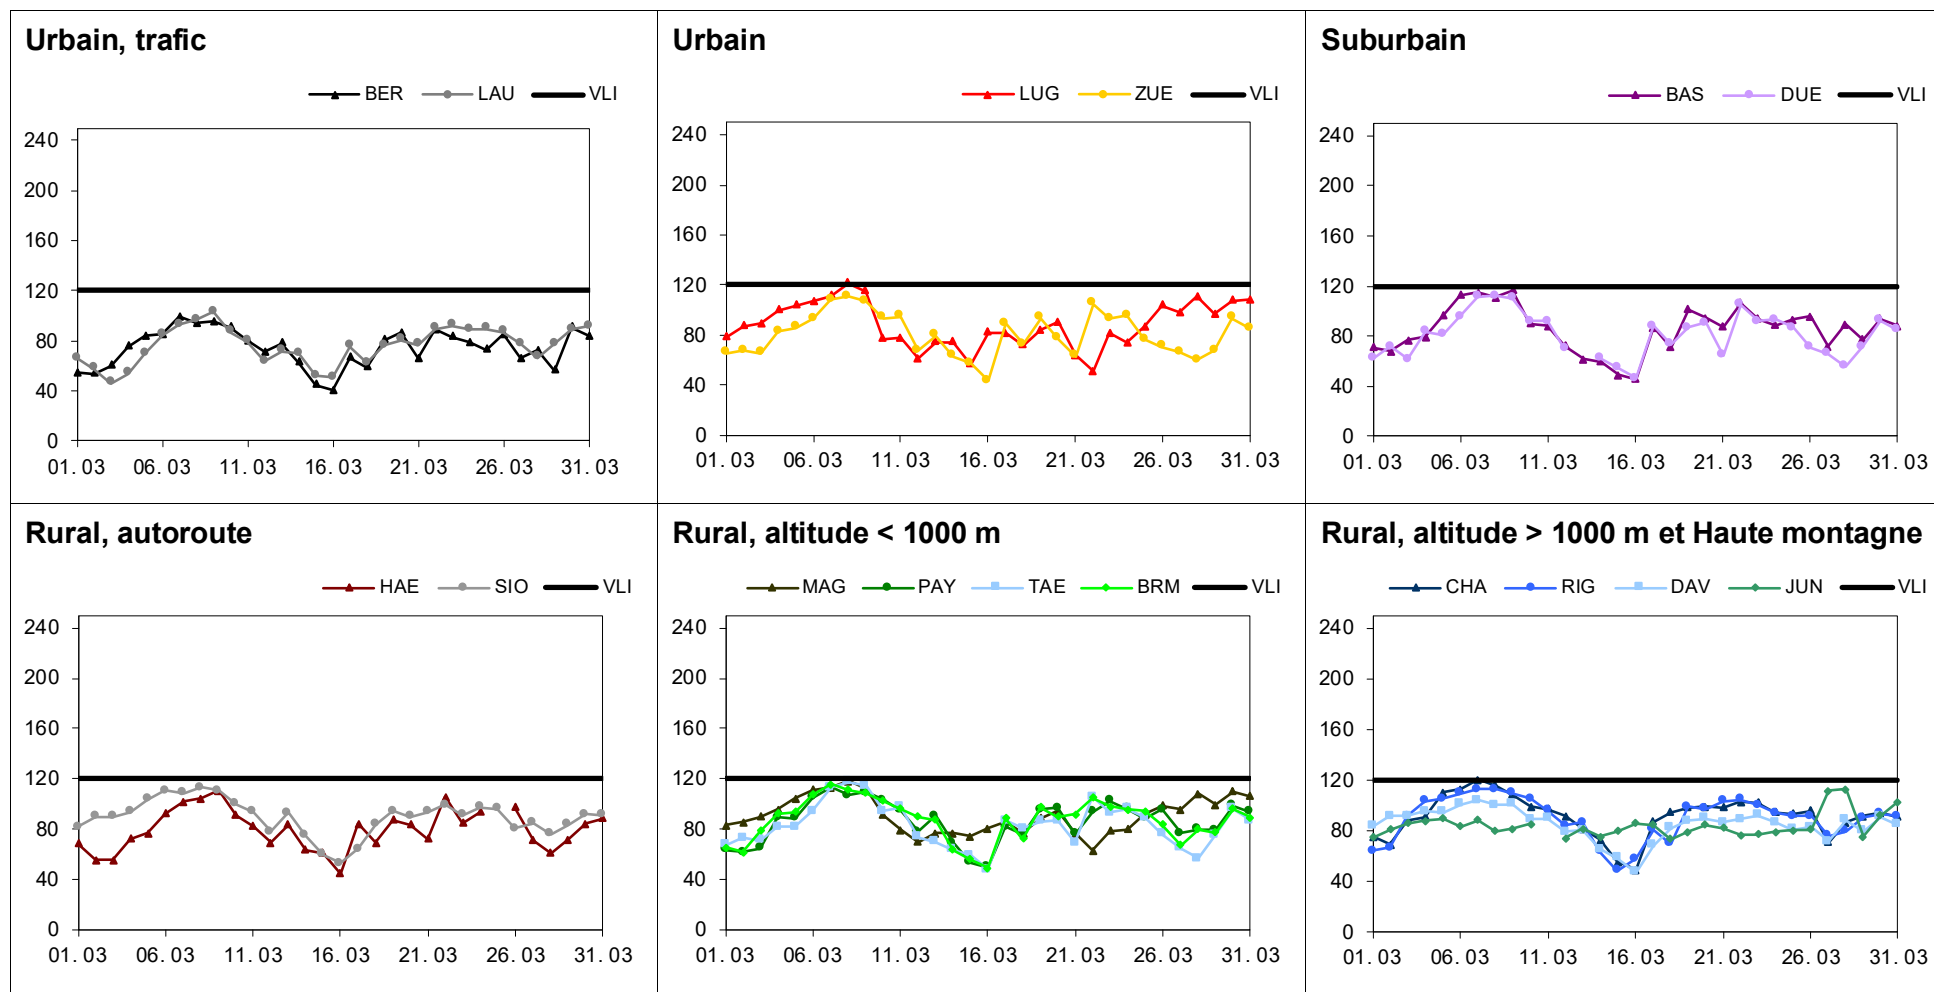 Urbain, trafic
BER LAU VLI
240
200
160
120
80
40
0
01.03 06.03 11.03 16.03 21.03 26.03 31.03
Urbain
LUG ZUE VLI
240
200
160
120
80
40
0
01.03 06.03 11.03 16.03 21.03 26.03 31.03
Suburbain
BAS DUE VLI
240
200
160
120
80
40
0
01.03 06.03 11.03 16.03 21.03 26.03 31.03
Rural, autoroute
HAE SIO VLI
240
200
160
120
80
40
0
01.03 06.03 11.03 16.03 21.03 26.03 31.03
Rural, altitude < 1000 m
MAG PAY TAE BRM VLI
240
200
160
120
80
40
0
01.03 06.03 11.03 16.03 21.03 26.03 31.03
Rural, altitude > 1000 m et Haute montagne
CHA RIG DAV JUN VLI
240
200
160
120
80
40
0
01.03 06.03 11.03 16.03 21.03 26.03 31.03